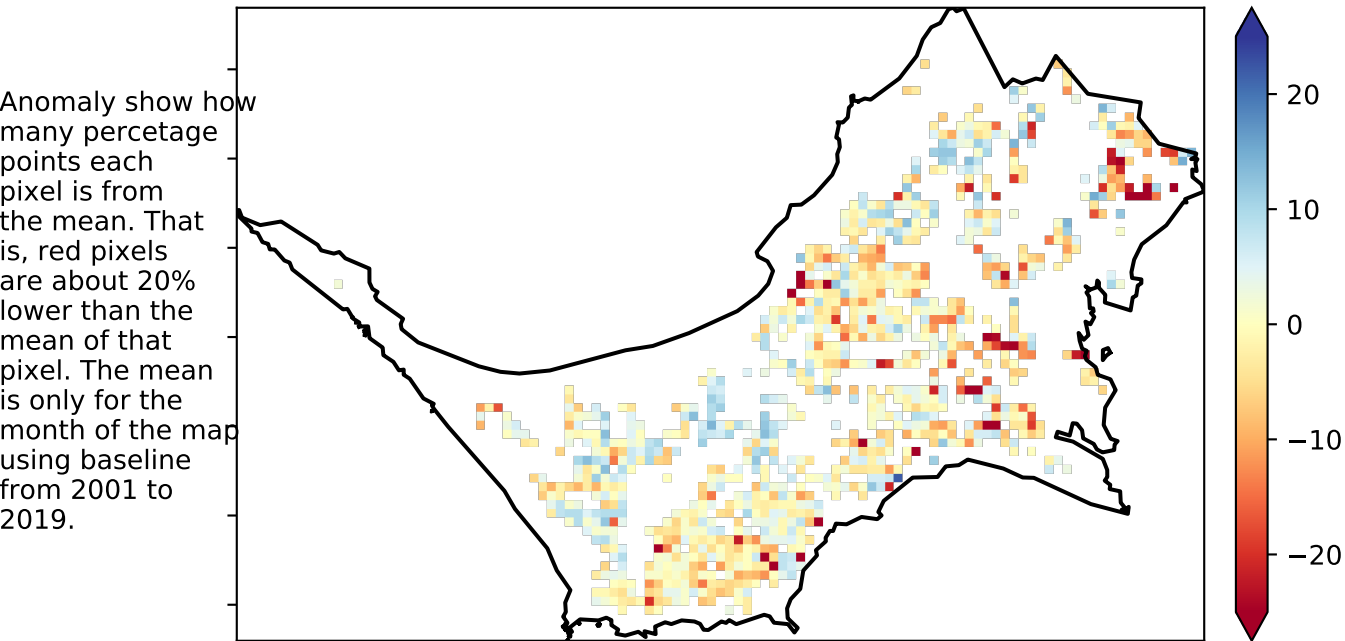 Anomaly show how
many percetage
points each
pixel is from
the mean. That
is, red pixels
are about 20%
lower than the
mean of that
pixel. The mean
is only for the
month of the map
using baseline
from 2001 to
2019.
20
10
0
−10
−20